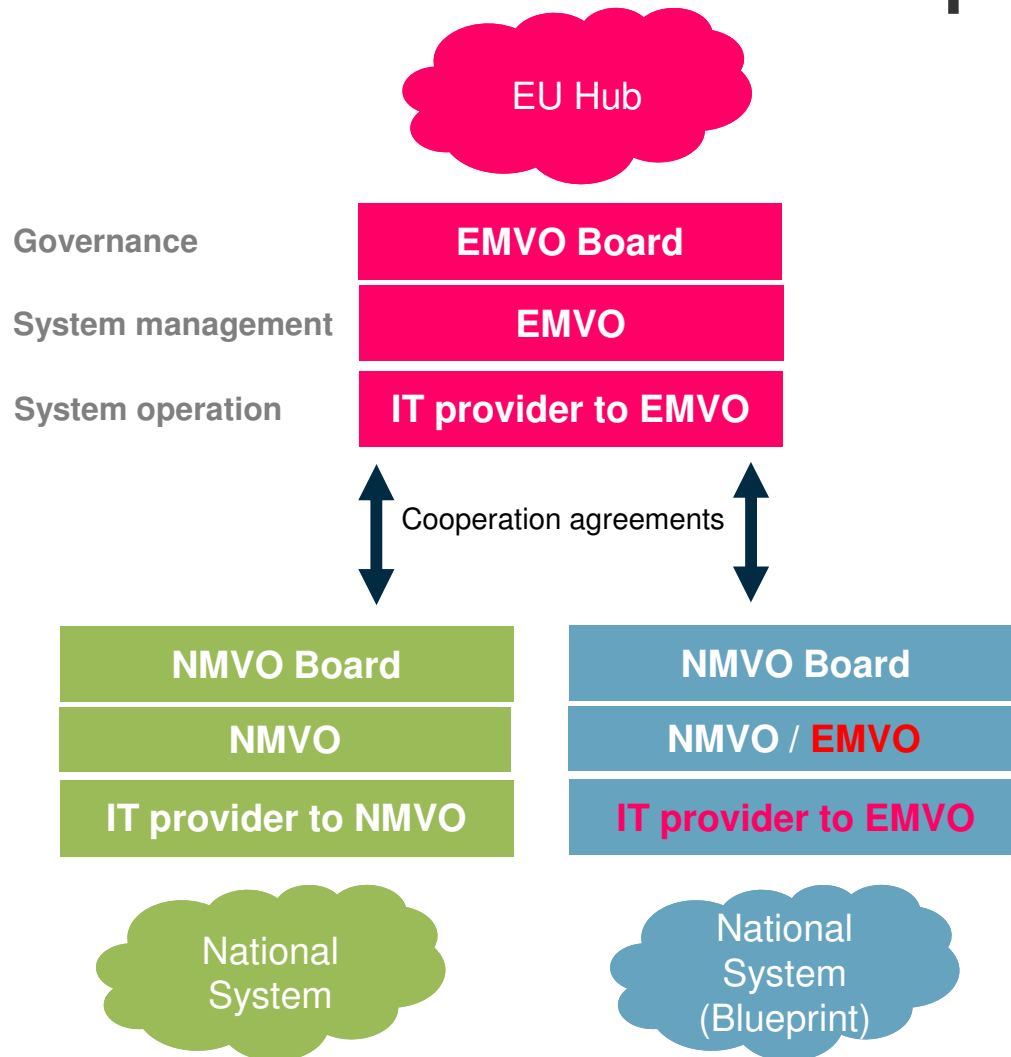 EU Hub
Governance
EMVO Board
System management
EMVO
System operation
IT provider to EMVO
Cooperation agreements
NMVO Board
NMVO Board
NMVO
NMVO / EMVO
IT provider to NMVO
IT provider to EMVO
National
System
National
System
(Blueprint)